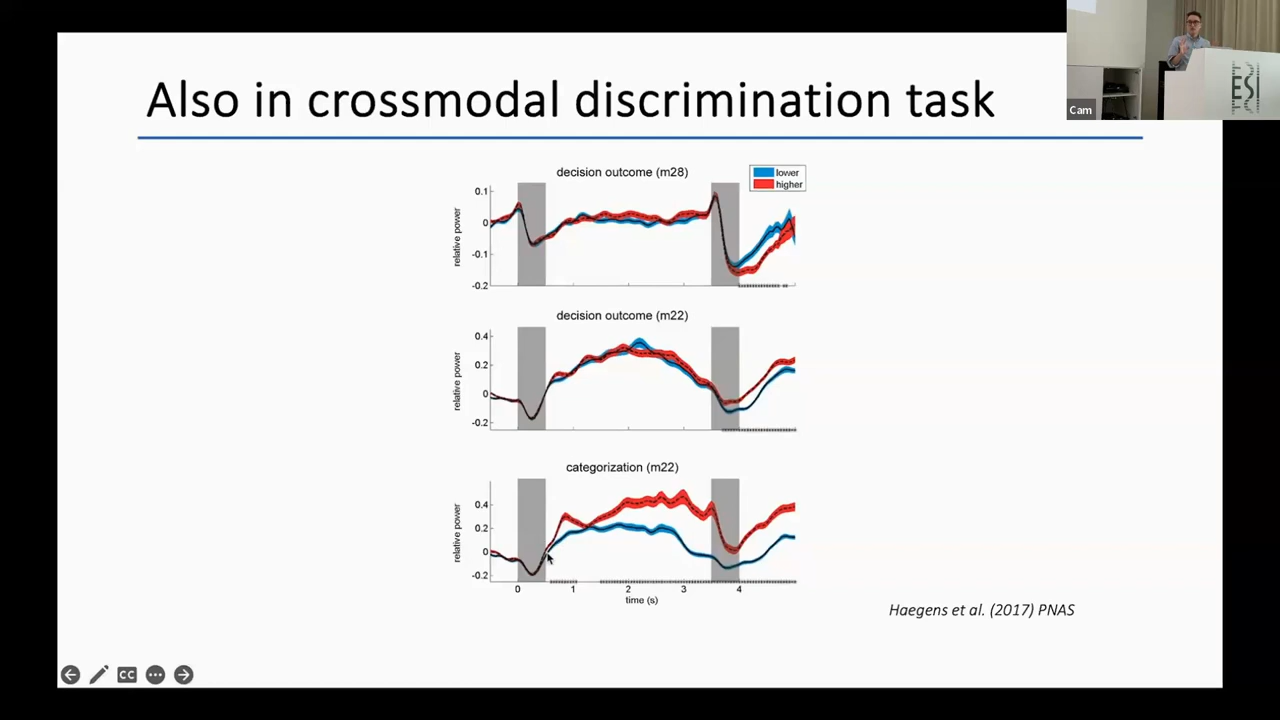 Also in crossmodal discrimination task
Cam
ESI
decision outcome (m28)
lower
higher
relative power
0.1
0
-0.1
-0.2
decision outcome (m22)
relative power
0.4
0.2
0
-0.2
categorization (m22)
relative power
0.4
0.2
0
-0.2
0 1 2 3 4
time (s)
Haegens et al. (2017) PNAS
CC